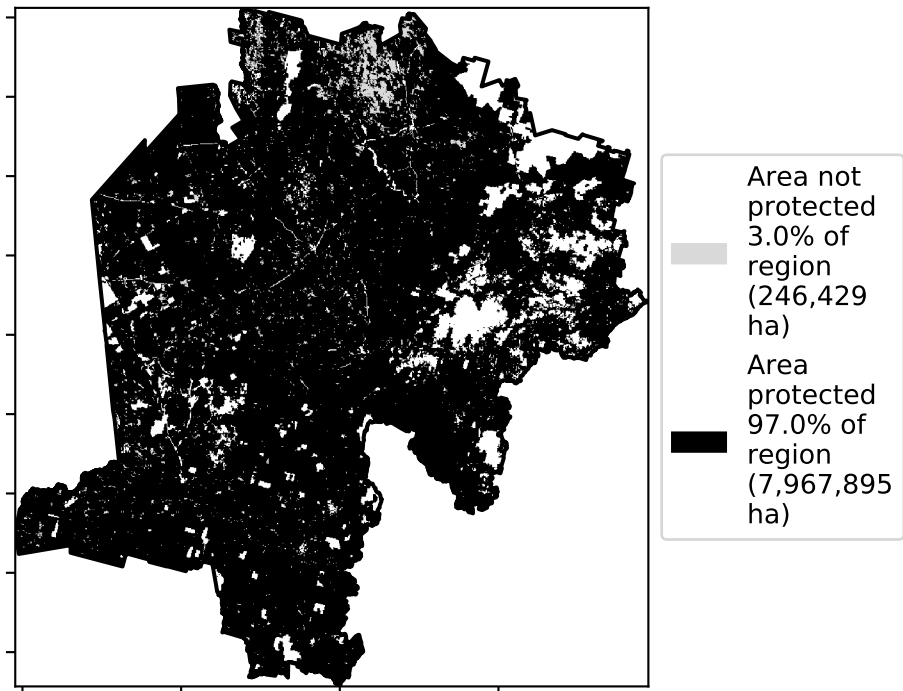 Area not
protected
3.0% of
region
(246,429
ha)
Area
protected
97.0% of
region
(7,967,895
ha)